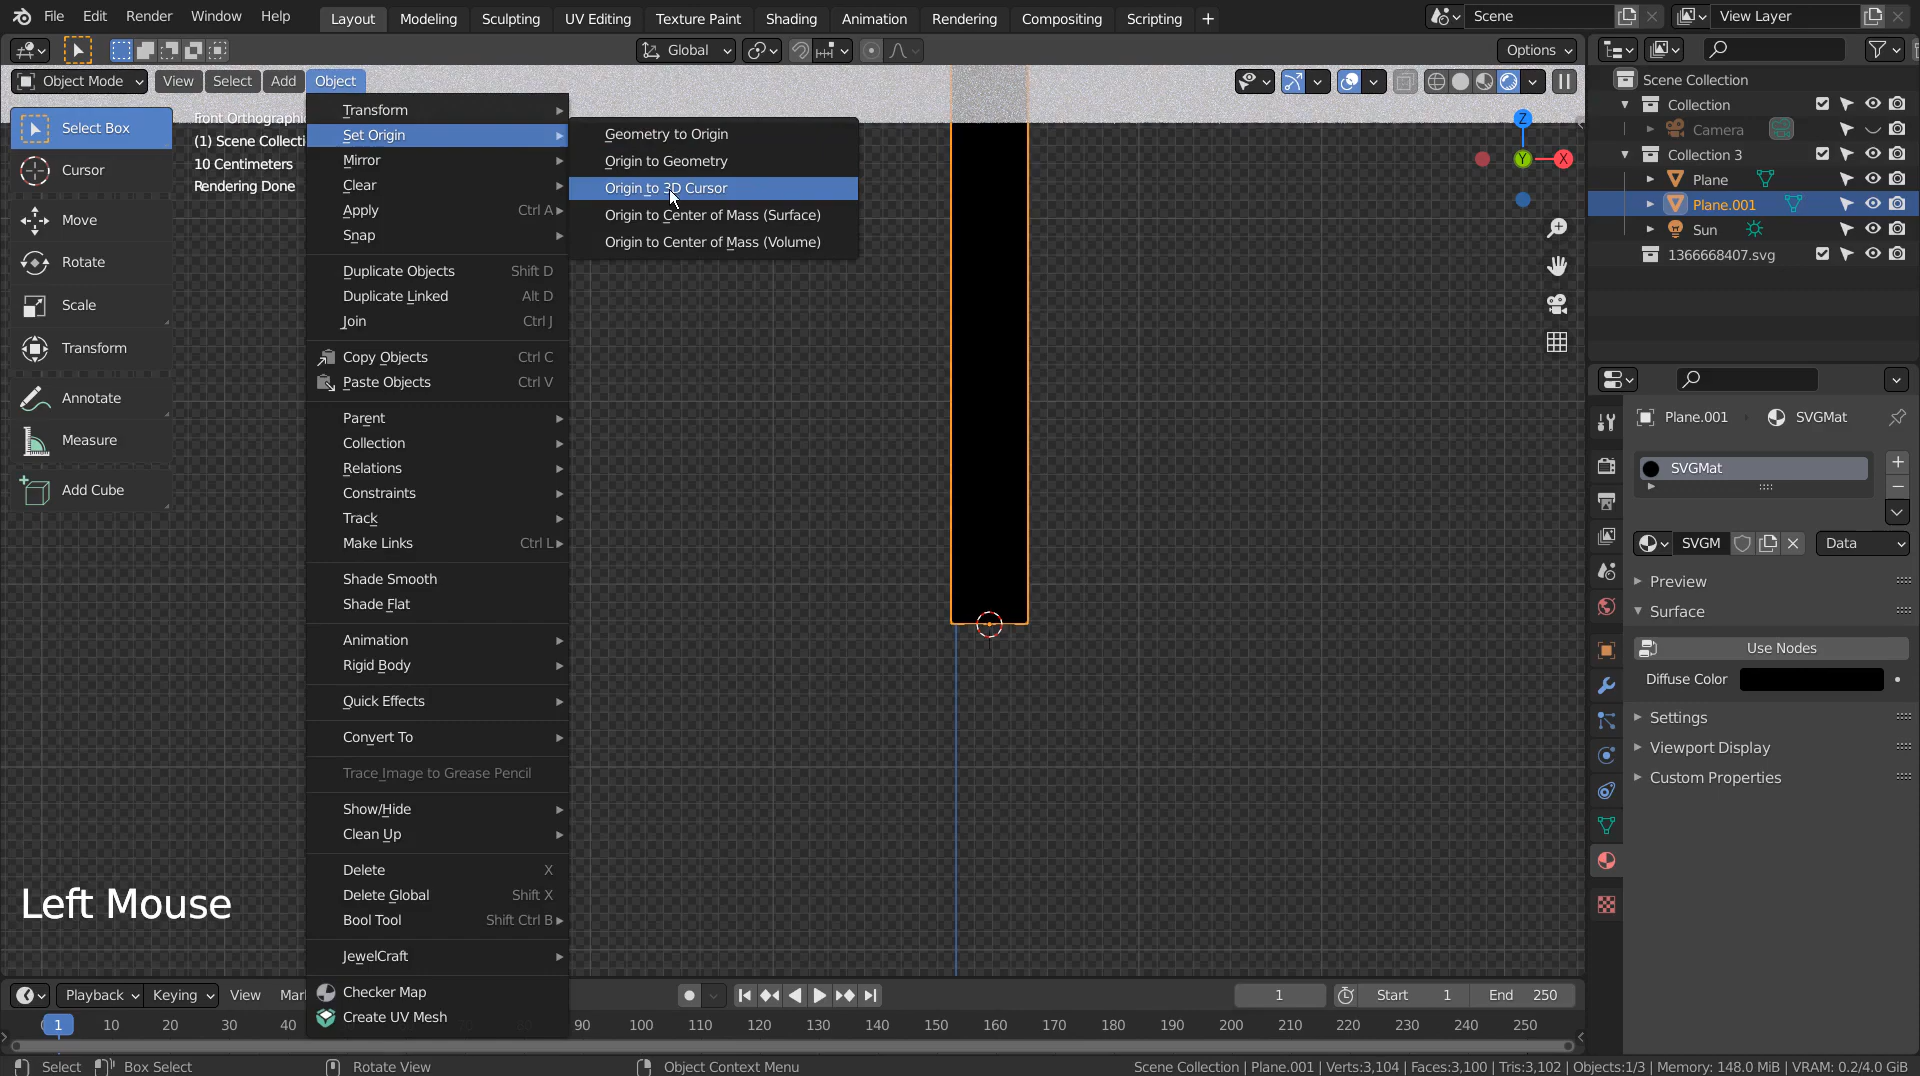 File Edit Render Window Help Layout Modeling Sculpting UV Editing Texture Paint Shading Animation Rendering Compositing Scripting + Scene View Layer
Global Options
Object Mode View Select Add Object
Select Box
Cursor
Move
Rotate
Scale
Transform
Annotate
Measure
Add Cube
Front Orthographi
(1) Scene Collecti
10 Centimeters
Rendering Done
Transform
Set Origin
Mirror
Clear
Apply Ctrl A
Snap
Duplicate Objects Shift D
Duplicate Linked Alt D
Join Ctrl J
Copy Objects Ctrl C
Paste Objects Ctrl V
Parent
Collection
Relations
Constraints
Track
Make Links Ctrl L
Shade Smooth
Shade Flat
Animation
Rigid Body
Quick Effects
Convert To
Trace Image to Grease Pencil
Show/Hide
Clean Up
Delete X
Delete Global Shift X
Bool Tool Shift Ctrl B
JewelCraft
Checker Map
Create UV Mesh
Geometry to Origin
Origin to Geometry
Origin to 3D Cursor
Origin to Center of Mass (Surface)
Origin to Center of Mass (Volume)
Z
Y
X
Left Mouse
Scene Collection
Collection
Camera
Collection 3
Plane
Plane.001
Sun
1366668407.svg
Plane.001 SVGMat
SVGMat
SVGM Data
Preview
Surface
Use Nodes
Diffuse Color
Settings
Viewport Display
Custom Properties
Playback Keying View Mar 1 Start 1 End 250
1 10 20 30 40 80 90 100 110 120 130 140 150 160 170 180 190 200 210 220 230 240 250
Select Box Select Rotate View Object Context Menu Scene Collection | Plane.001 | Verts:3,104 | Faces:3,100 | Tris:3,102 | Objects:1/3 | Memory: 148.0 MiB | VRAM: 0.2/4.0 GiB